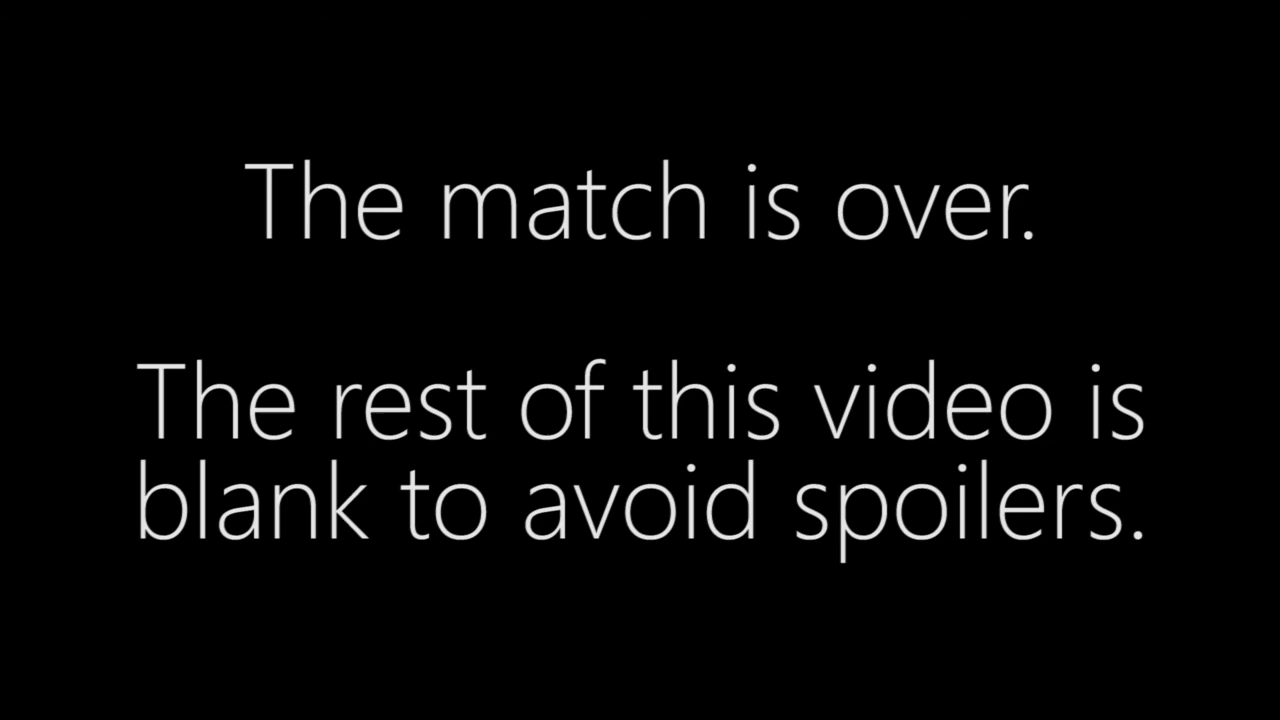 The match is over.
The rest of this video is
blank to avoid spoilers.